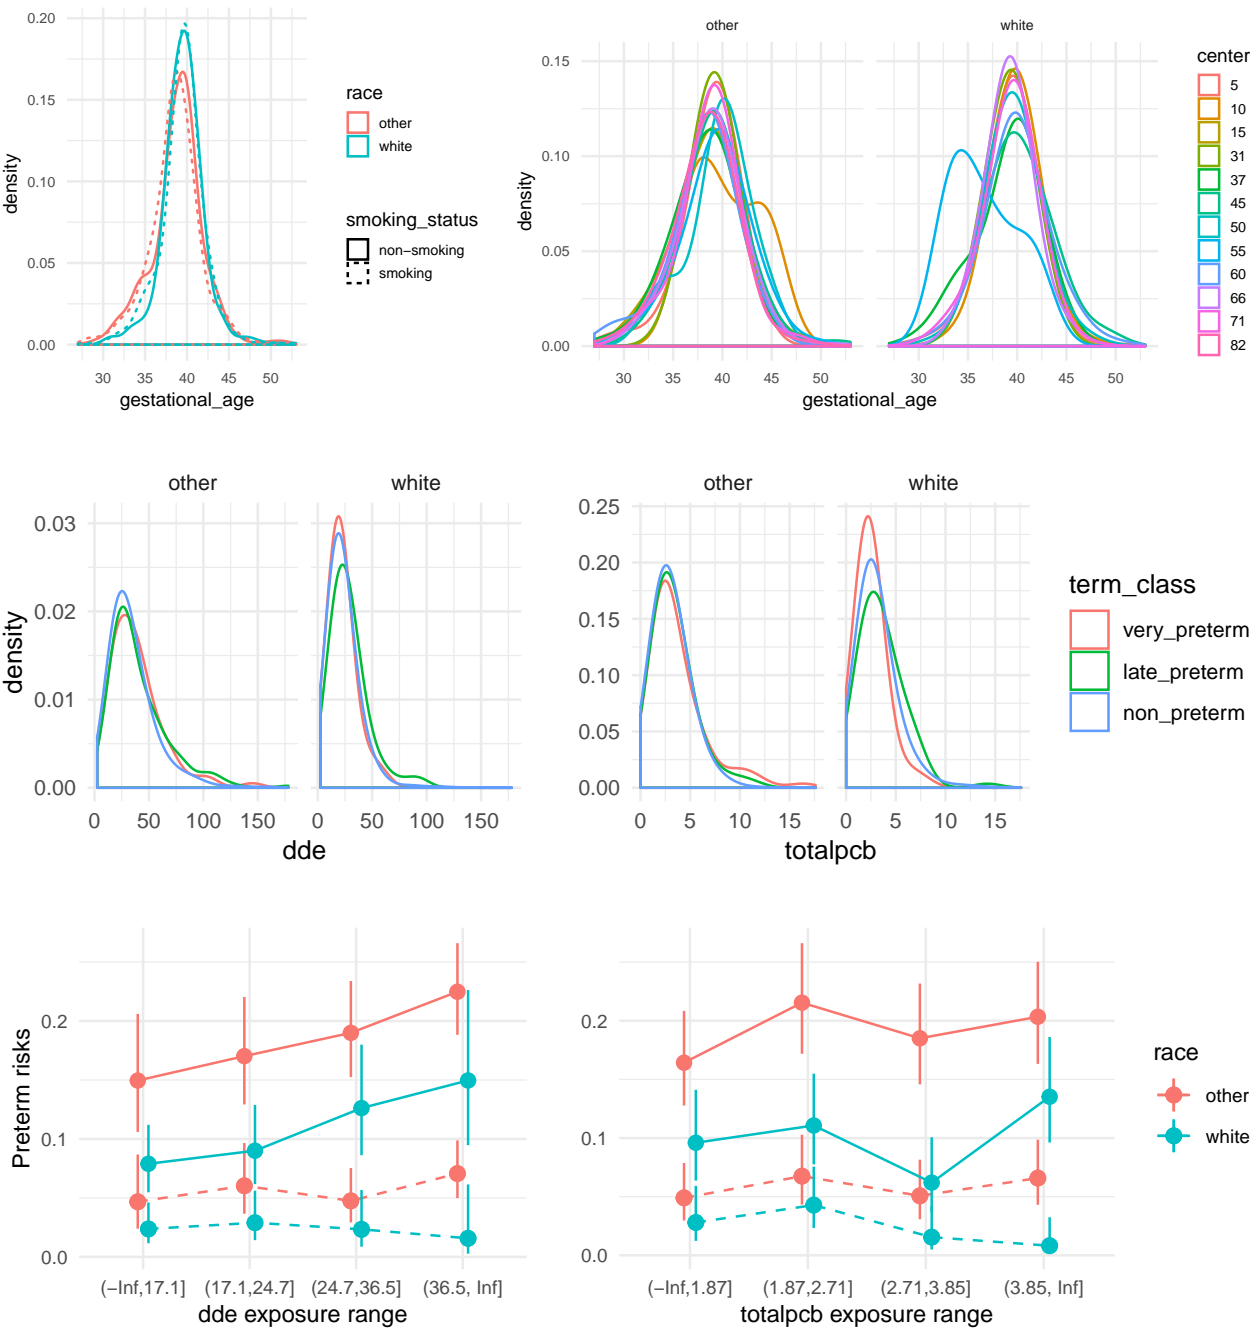 0.20
0.15
0.10
0.05
0.00
density
30 35 40 45 50
gestational_age
race
other
white
smoking_status
non−smoking
smoking
other white
0.15
0.10
0.05
0.00
density
30 35 40 45 50 30 35 40 45 50
gestational_age
center
5
10
15
31
37
45
50
55
60
66
71
82
other white
0.03
0.02
0.01
0.00
density
0 50 100 150 0 50 100 150
dde
other white
0.25
0.20
0.15
0.10
0.05
0.00
0 5 10 15 0 5 10 15
totalpcb
term_class
very_preterm
late_preterm
non_preterm
0.2
0.1
0.0
Preterm risks
(−Inf,17.1] (17.1,24.7] (24.7,36.5] (36.5, Inf]
dde exposure range
0.2
0.1
0.0
(−Inf,1.87] (1.87,2.71] (2.71,3.85] (3.85, Inf]
totalpcb exposure range
race
other
white